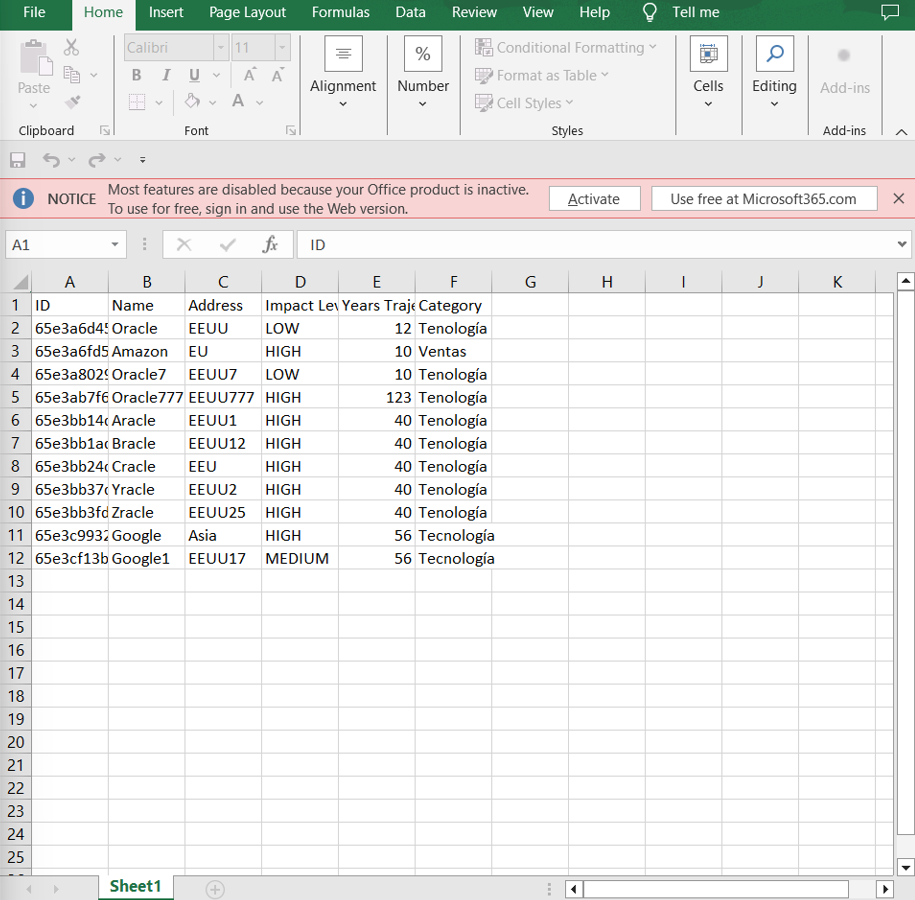 File Home Insert Page Layout Formulas Data Review View Help Tell me
Calibri 11
Paste B I U A A A
Alignment Number % Conditional Formatting Format as Table Cell Styles Cells Editing Add-ins
Clipboard Font Styles Add-ins
NOTICE Most features are disabled because your Office product is inactive.
To use for free, sign in and use the Web version. Activate Use free at Microsoft365.com
A1 fx ID
A B C D E F G H I J K
1 ID Name Address Impact Lev Years Traje Category
2 65e3a6d45 Oracle EEUU LOW 12 Tenología
3 65e3a6fd5 Amazon EU HIGH 10 Ventas
4 65e3a8029 Oracle7 EEUU7 LOW 10 Tenología
5 65e3ab7f6 Oracle777 EEUU777 HIGH 123 Tenología
6 65e3bb14c Aracle EEUU1 HIGH 40 Tenología
7 65e3bb1ac Bracle EEUU12 HIGH 40 Tenología
8 65e3bb24c Cracle EEU HIGH 40 Tenología
9 65e3bb37c Yracle EEUU2 HIGH 40 Tenología
10 65e3bb3fd Zracle EEUU25 HIGH 40 Tenología
11 65e3c9932 Google Asia HIGH 56 Tecnología
12 65e3cf13b Google1 EEUU17 MEDIUM 56 Tecnología
13
14
15
16
17
18
19
20
21
22
23
24
25
Sheet1